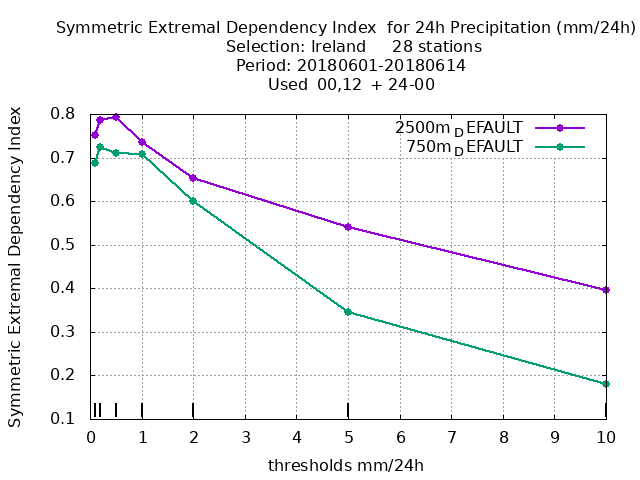 Symmetric Extremal Dependency Index  for 24h Precipitation (mm/24h)
Selection: Ireland     28 stations
Period: 20180601-20180614
Used  00,12  + 24-00
Symmetric Extremal Dependency Index
2500m_DEFAULT
750m_DEFAULT
0.8
0.7
0.6
0.5
0.4
0.3
0.2
0.1
0 1 2 3 4 5 6 7 8 9 10
thresholds mm/24h